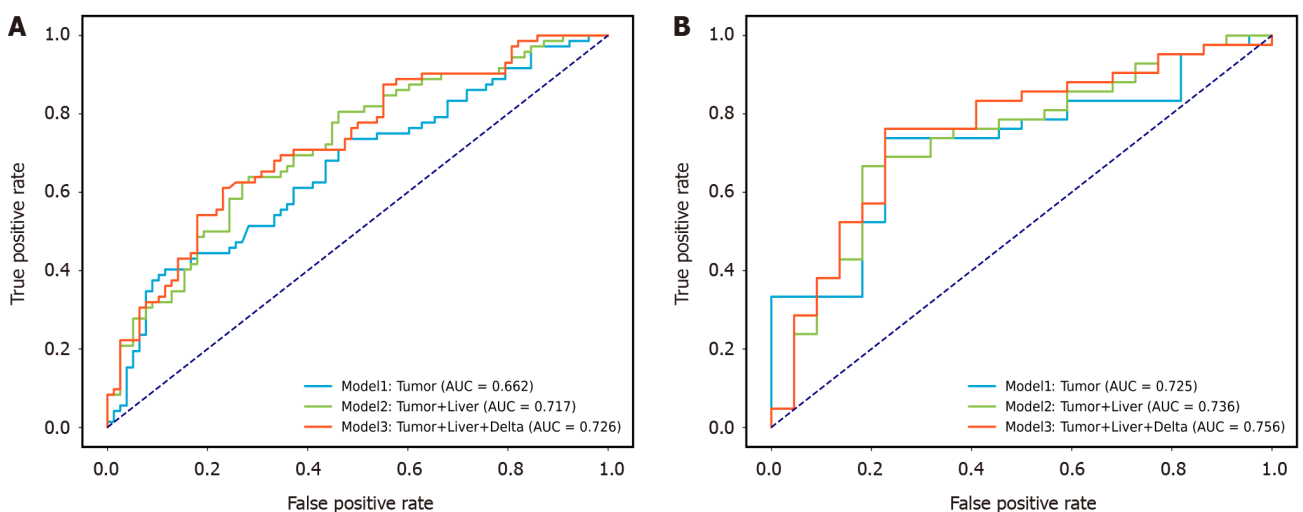 A
True positive rate
1.0
0.8
0.6
0.4
0.2
0.0
Model1: Tumor (AUC = 0.662)
Model2: Tumor+Liver (AUC = 0.717)
Model3: Tumor+Liver+Delta (AUC = 0.726)
0.0 0.2 0.4 0.6 0.8 1.0
False positive rate
B
True positive rate
1.0
0.8
0.6
0.4
0.2
0.0
Model1: Tumor (AUC = 0.725)
Model2: Tumor+Liver (AUC = 0.736)
Model3: Tumor+Liver+Delta (AUC = 0.756)
0.0 0.2 0.4 0.6 0.8 1.0
False positive rate